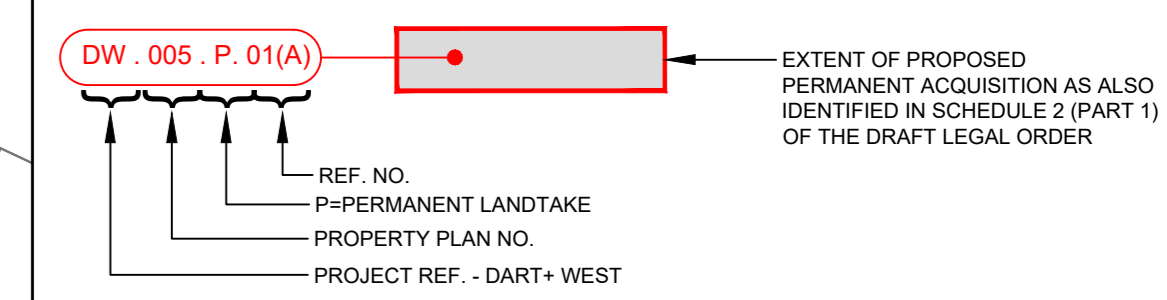 DW . 005 . P. 01(A)
EXTENT OF PROPOSED
PERMANENT ACQUISITION AS ALSO
IDENTIFIED IN SCHEDULE 2 (PART 1)
OF THE DRAFT LEGAL ORDER
REF. NO.
P=PERMANENT LANDTAKE
PROPERTY PLAN NO.
PROJECT REF. - DART+ WEST